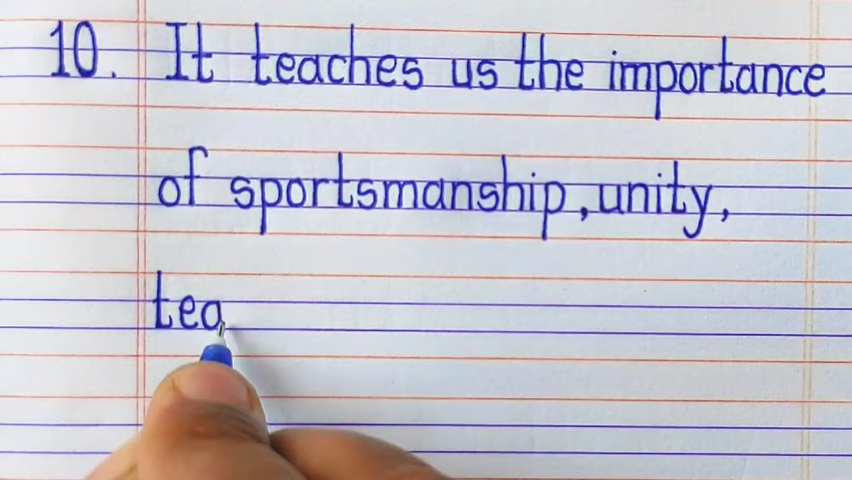 10. It teaches us the importance
of sportsmanship, unity,
tea